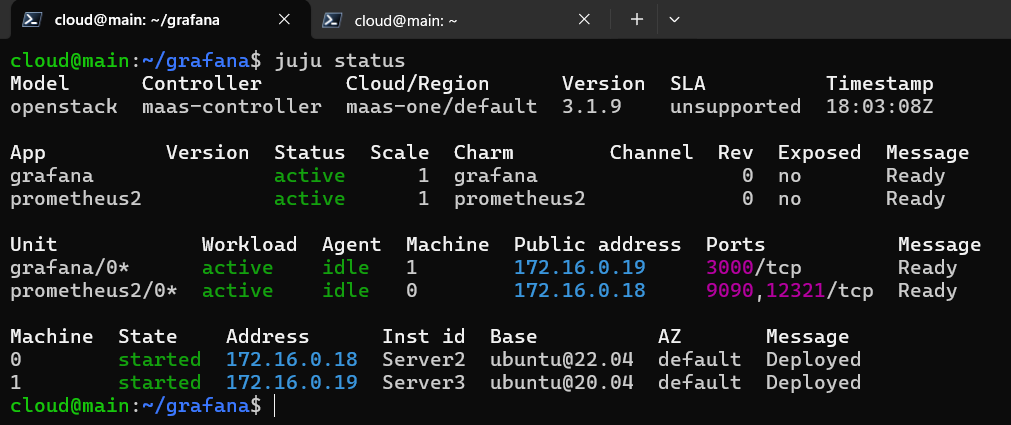 cloud@main: ~/grafana
cloud@main: ~
cloud@main:~/grafana$ juju status
Model Controller Cloud/Region Version SLA Timestamp
openstack maas-controller maas-one/default 3.1.9 unsupported 18:03:08Z
App Version Status Scale Charm Channel Rev Exposed Message
grafana active 1 grafana 0 no Ready
prometheus2 active 1 prometheus2 0 no Ready
Unit Workload Agent Machine Public address Ports Message
grafana/0* active idle 1 172.16.0.19 3000/tcp Ready
prometheus2/0* active idle 0 172.16.0.18 9090,12321/tcp Ready
Machine State Address Inst id Base AZ Message
0 started 172.16.0.18 Server2 ubuntu@22.04 default Deployed
1 started 172.16.0.19 Server3 ubuntu@20.04 default Deployed
cloud@main:~/grafana$